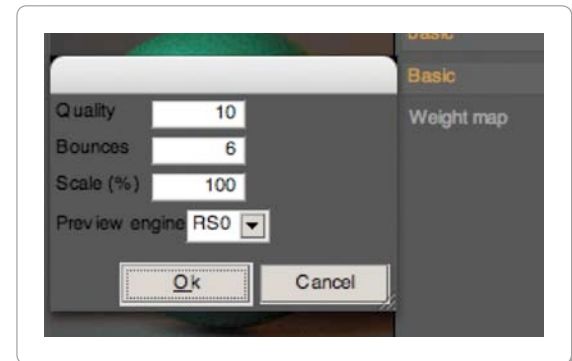 Basic
Basic
Quality 10
Weight map
Bounces 6
Scale (%) 100
Preview engine RS0
Ok Cancel